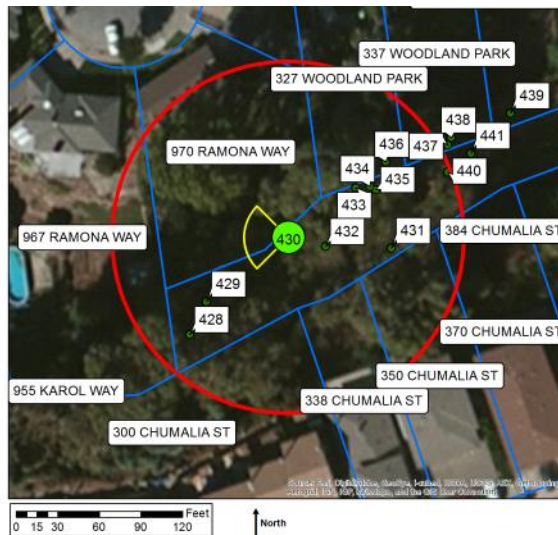 337 WOODLAND PARK
327 WOODLAND PARK
439
438
437
441
436
970 RAMONA WAY
434
435
440
433
967 RAMONA WAY
430
432
431
384 CHUMALIA ST
429
428
370 CHUMALIA ST
350 CHUMALIA ST
955 KAROL WAY
338 CHUMALIA ST
300 CHUMALIA ST
Feet
0 15 30 60 90 120
North